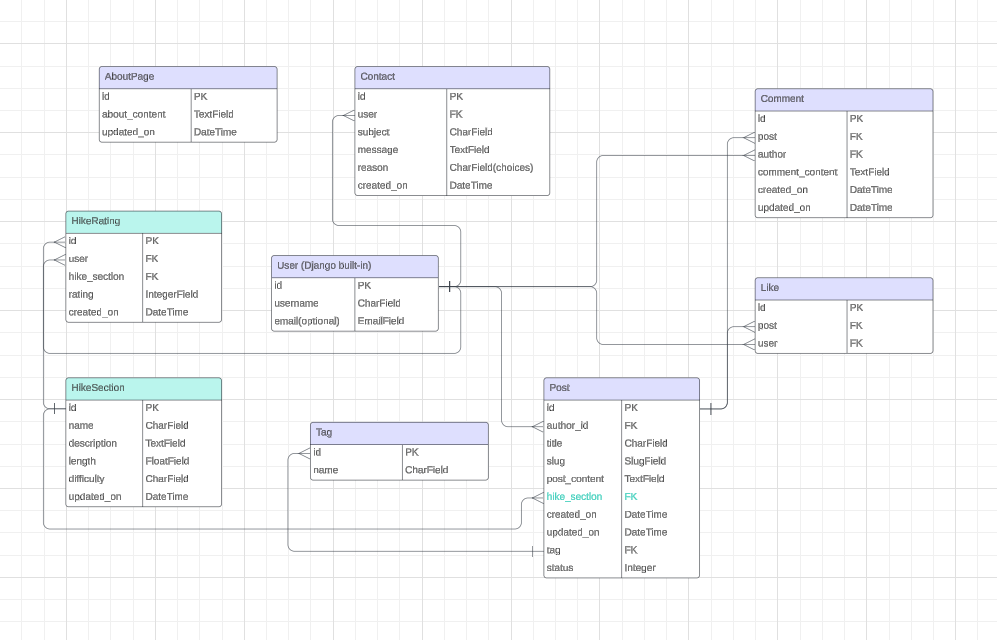 AboutPage
id PK
about_content TextField
updated_on DateTime
Contact
id PK
user FK
subject CharField
message TextField
reason CharField(choices)
created_on DateTime
Comment
id PK
post FK
author FK
comment_content TextField
created_on DateTime
updated_on DateTime
HikeRating
id PK
user FK
hike_section FK
rating IntegerField
created_on DateTime
User (Django built-in)
id PK
username CharField
email(optional) EmailField
Like
id PK
post FK
user FK
HikeSection
id PK
name CharField
description TextField
length FloatField
difficulty CharField
updated_on DateTime
Tag
id PK
name CharField
Post
id PK
author_id FK
title CharField
slug SlugField
post_content TextField
hike_section FK
created_on DateTime
updated_on DateTime
tag FK
status Integer